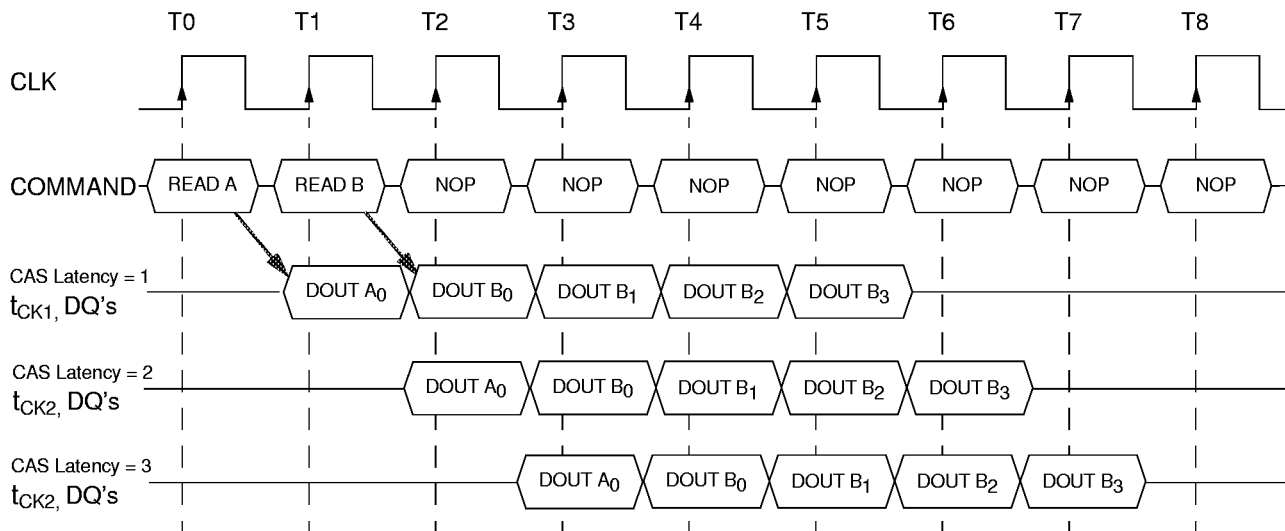 T0 T1 T2 T3 T4 T5 T6 T7 T8
CLK
COMMAND READ A READ B NOP NOP NOP NOP NOP NOP NOP
CAS Latency = 1
tCK1, DQ's DOUT A0 DOUT B0 DOUT B1 DOUT B2 DOUT B3
CAS Latency = 2
tCK2, DQ's DOUT A0 DOUT B0 DOUT B1 DOUT B2 DOUT B3
CAS Latency = 3
tCK2, DQ's DOUT A0 DOUT B0 DOUT B1 DOUT B2 DOUT B3